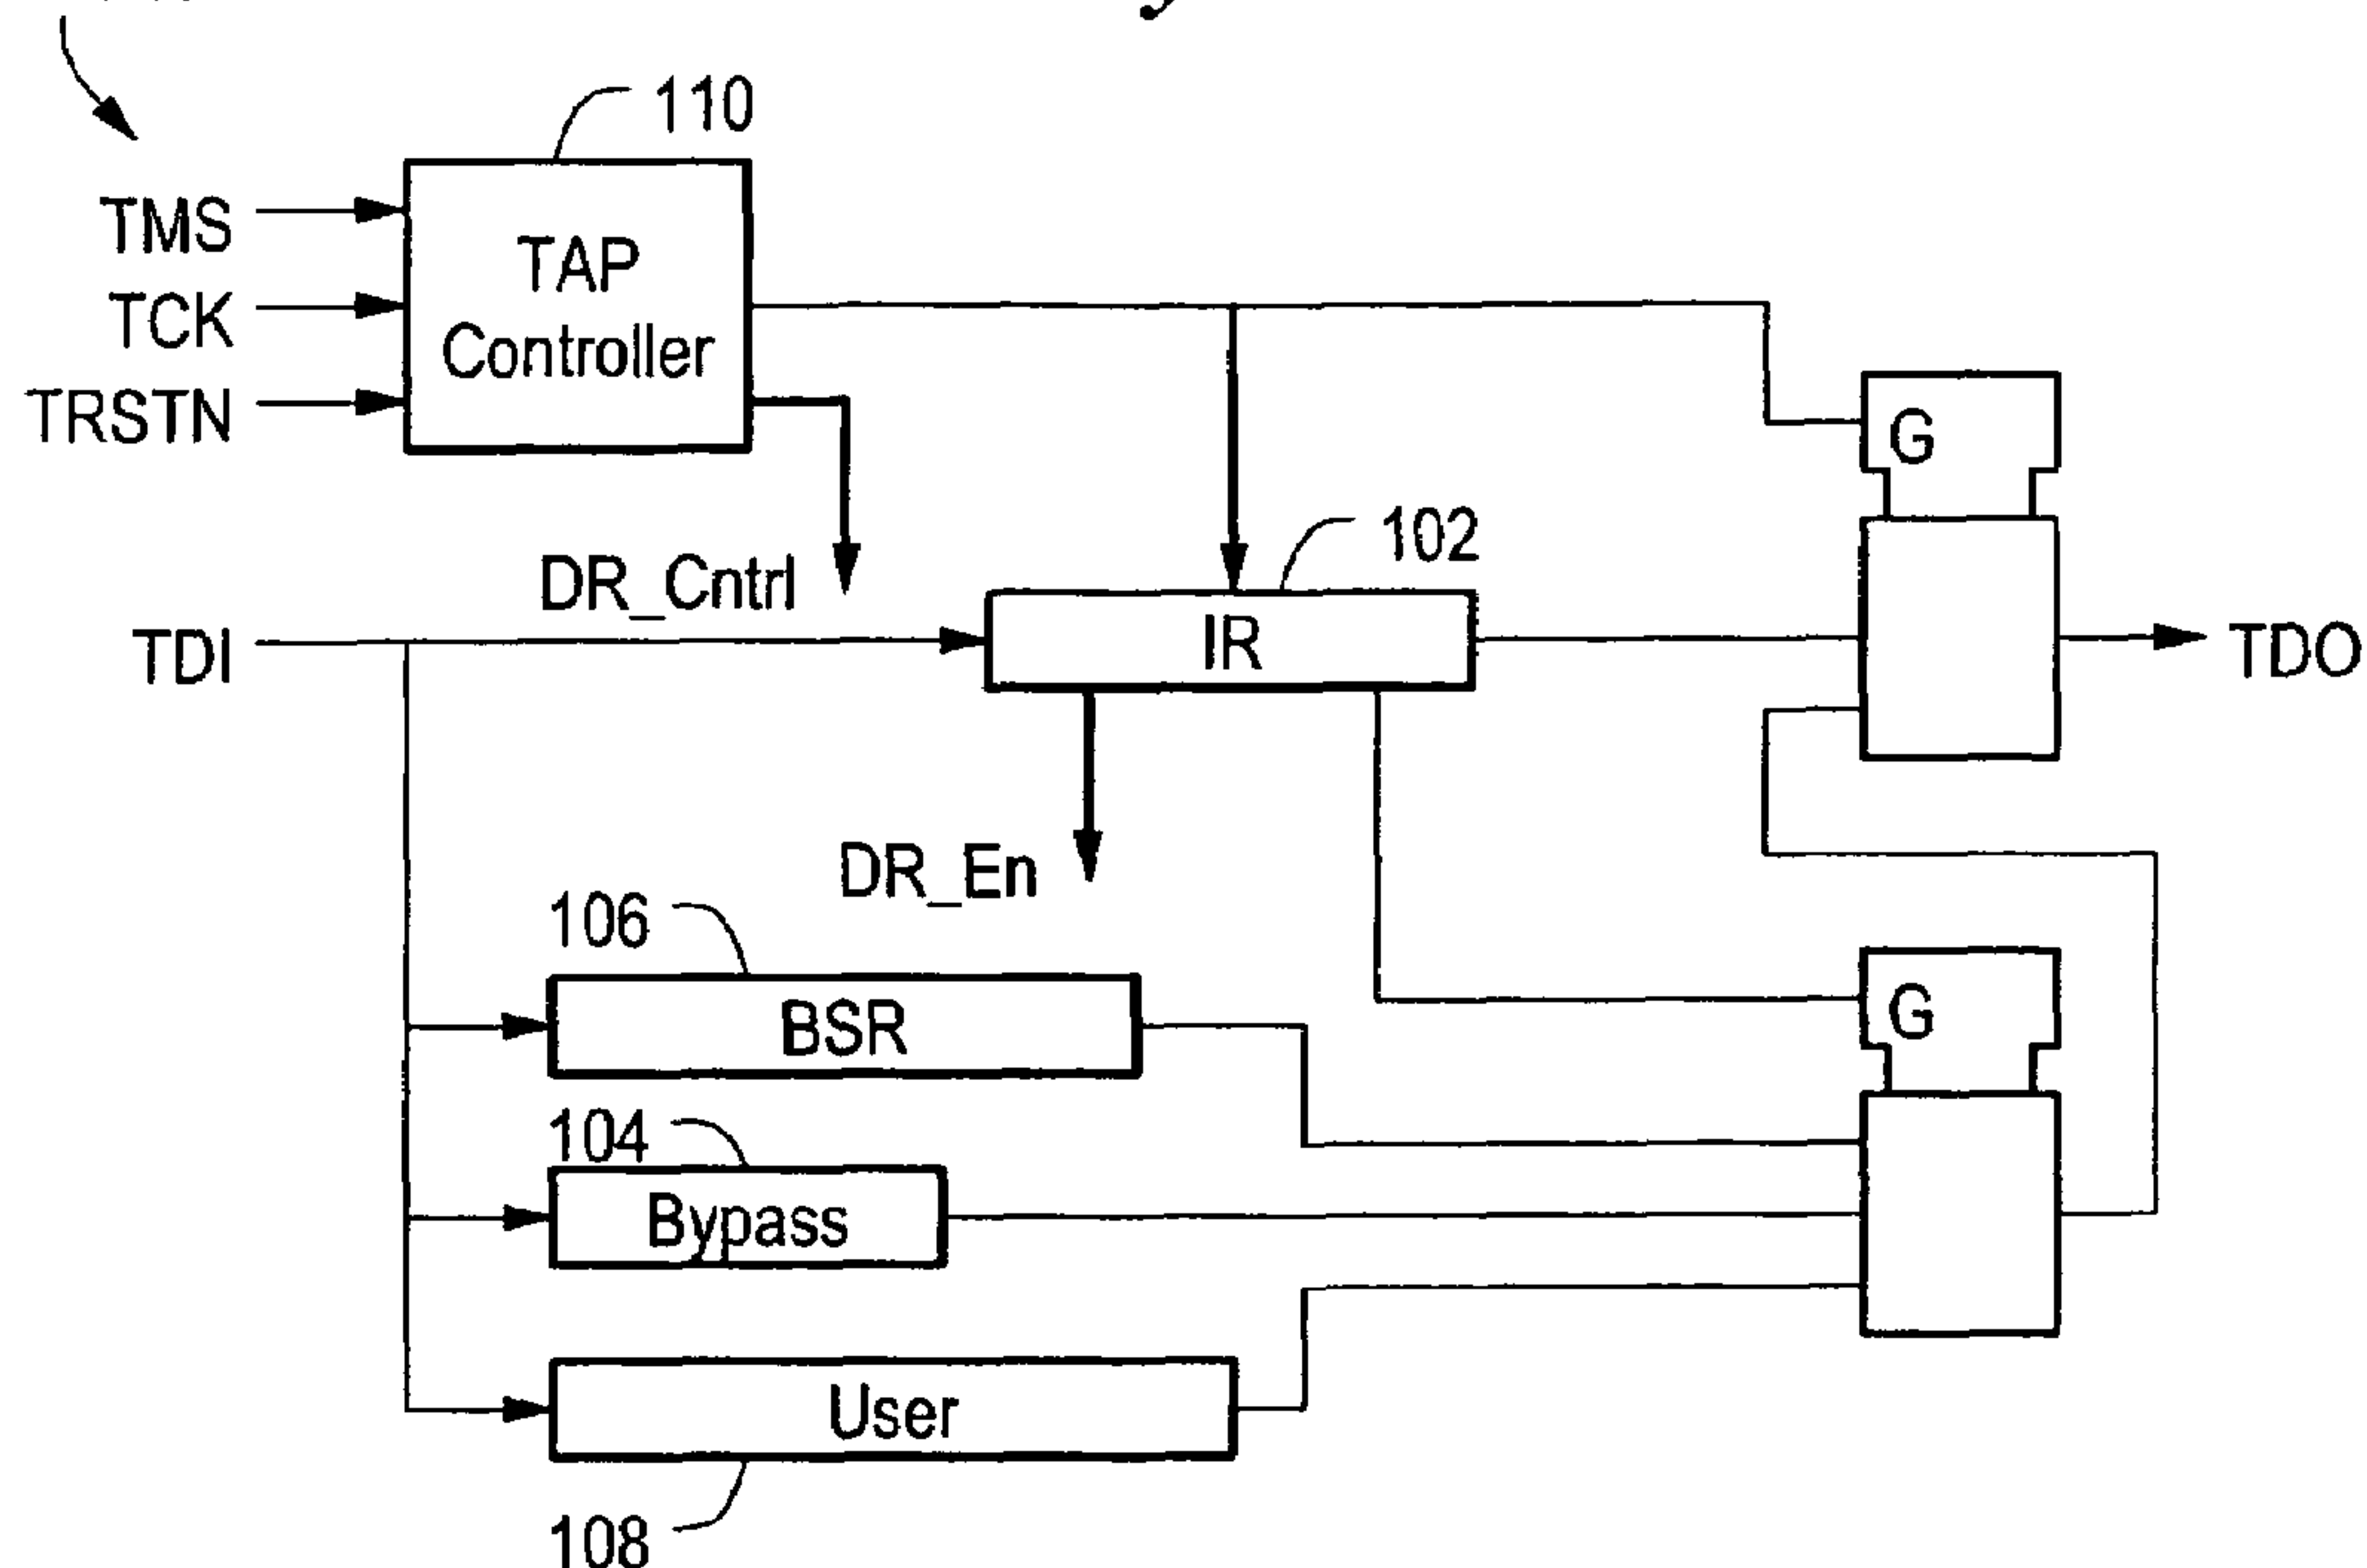 110
TMS
TCK
TRSTN
TAP
Controller
G
102
DR_Cntrl
TDI
IR
TDO
DR_En
106
BSR
G
104
Bypass
User
108